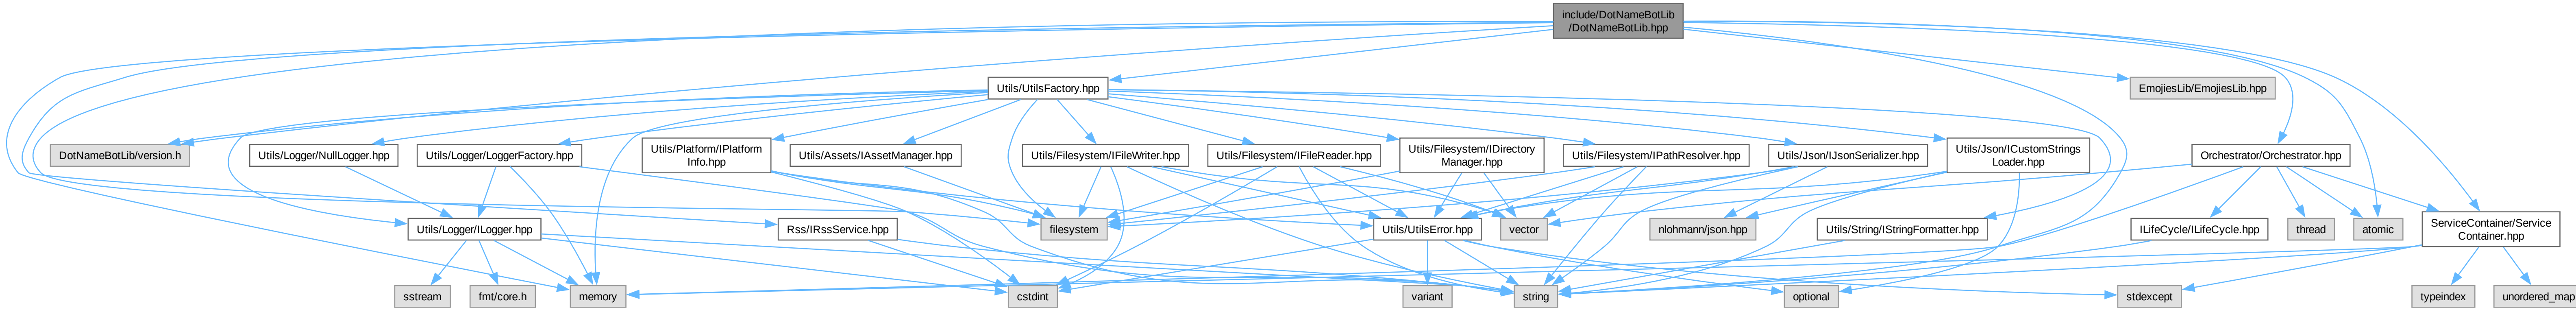 include/DotNameBotLib
/DotNameBotLib.hpp
Utils/UtilsFactory.hpp
EmojiesLib/EmojiesLib.hpp
DotNameBotLib/version.h
Utils/Logger/NullLogger.hpp
Utils/Logger/LoggerFactory.hpp
Utils/Platform/IPlatform
Info.hpp
Utils/Assets/IAssetManager.hpp
Utils/Filesystem/IFileWriter.hpp
Utils/Filesystem/IFileReader.hpp
Utils/Filesystem/IDirectory
Manager.hpp
Utils/Filesystem/IPathResolver.hpp
Utils/Json/IJsonSerializer.hpp
Utils/Json/ICustomStrings
Loader.hpp
Orchestrator/Orchestrator.hpp
Utils/Logger/ILogger.hpp
Rss/IRssService.hpp
filesystem
Utils/UtilsError.hpp
vector
nlohmann/json.hpp
Utils/String/IStringFormatter.hpp
ILifeCycle/ILifeCycle.hpp
thread
atomic
ServiceContainer/Service
Container.hpp
sstream
fmt/core.h
memory
cstdint
variant
string
optional
stdexcept
typeindex
unordered_map